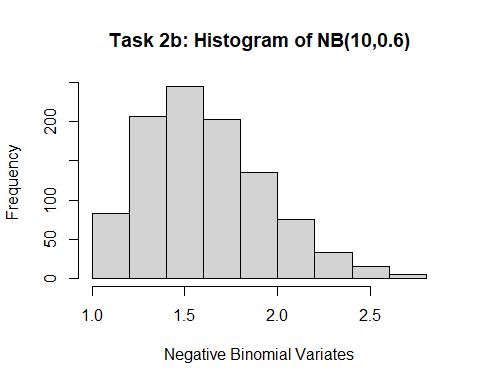 Task 2b: Histogram of NB(10,0.6)
Frequency
200
100
50
0
1.0 1.5 2.0 2.5
Negative Binomial Variates